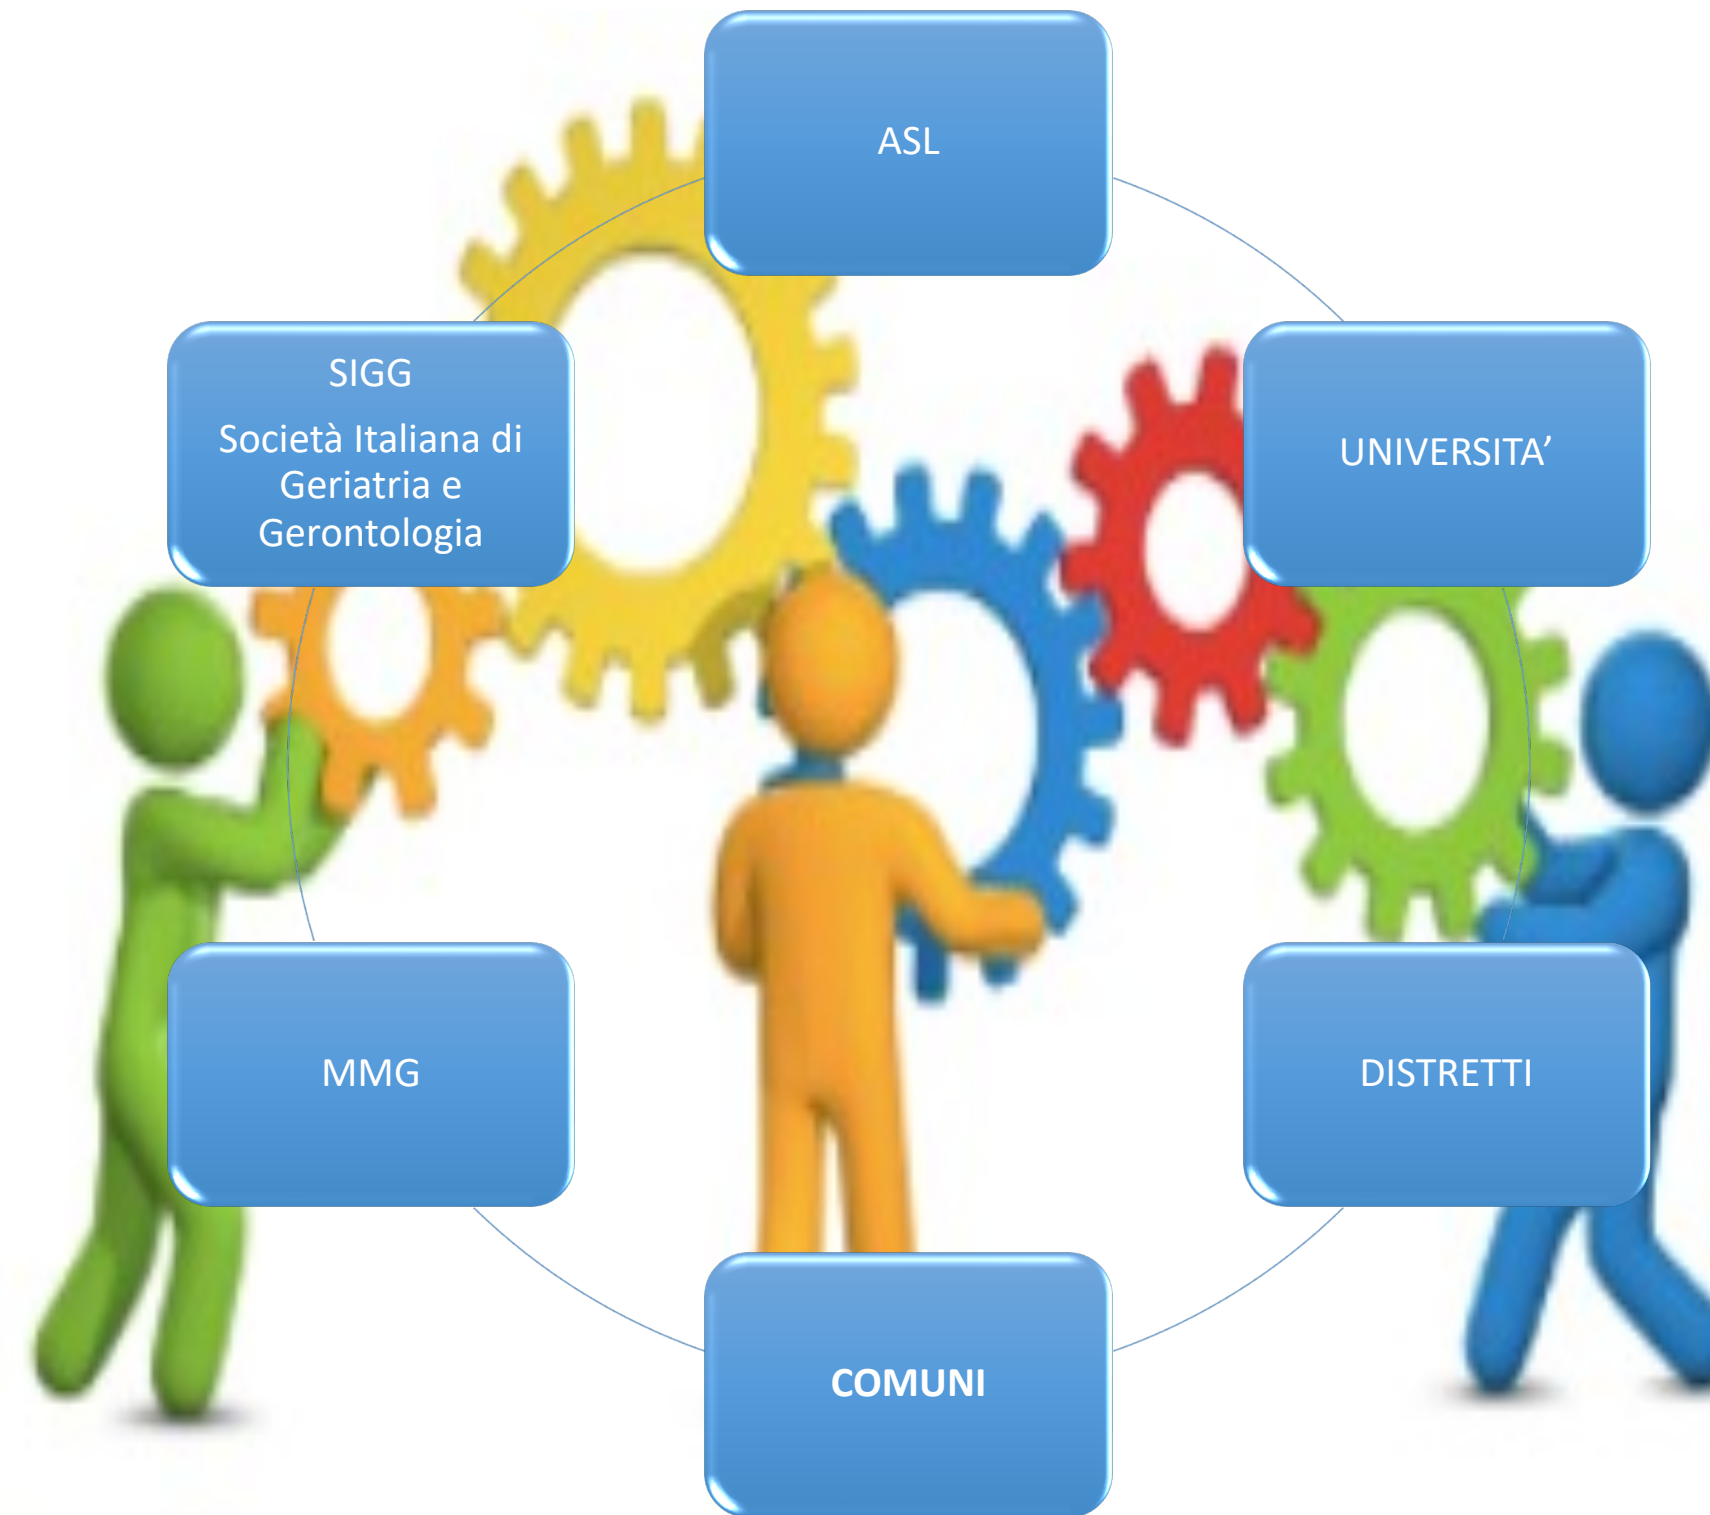 ASL
SIGG
Società Italiana di
Geriatria e
Gerontologia
UNIVERSITA’
MMG
DISTRETTI
COMUNI